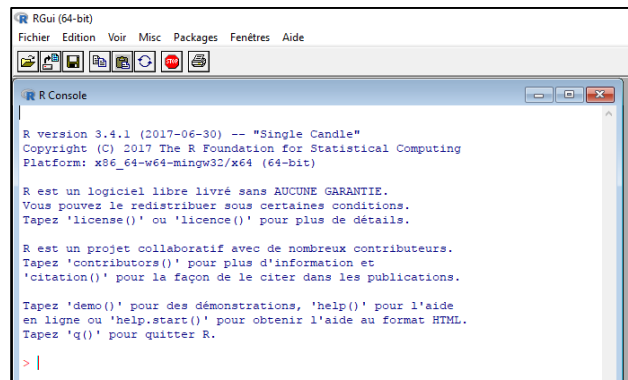 RGui (64-bit)
Fichier Edition Voir Misc Packages Fenêtres Aide
STOP
R Console
R version 3.4.1 (2017-06-30) -- "Single Candle"
Copyright (C) 2017 The R Foundation for Statistical Computing
Platform: x86_64-w64-mingw32/x64 (64-bit)
R est un logiciel libre livré sans AUCUNE GARANTIE.
Vous pouvez le redistribuer sous certaines conditions.
Tapez 'license()' ou 'licence()' pour plus de détails.
R est un projet collaboratif avec de nombreux contributeurs.
Tapez 'contributors()' pour plus d'information et
'citation()' pour la façon de le citer dans les publications.
Tapez 'demo()' pour des démonstrations, 'help()' pour l'aide
en ligne ou 'help.start()' pour obtenir l'aide au format HTML.
Tapez 'q()' pour quitter R.
>